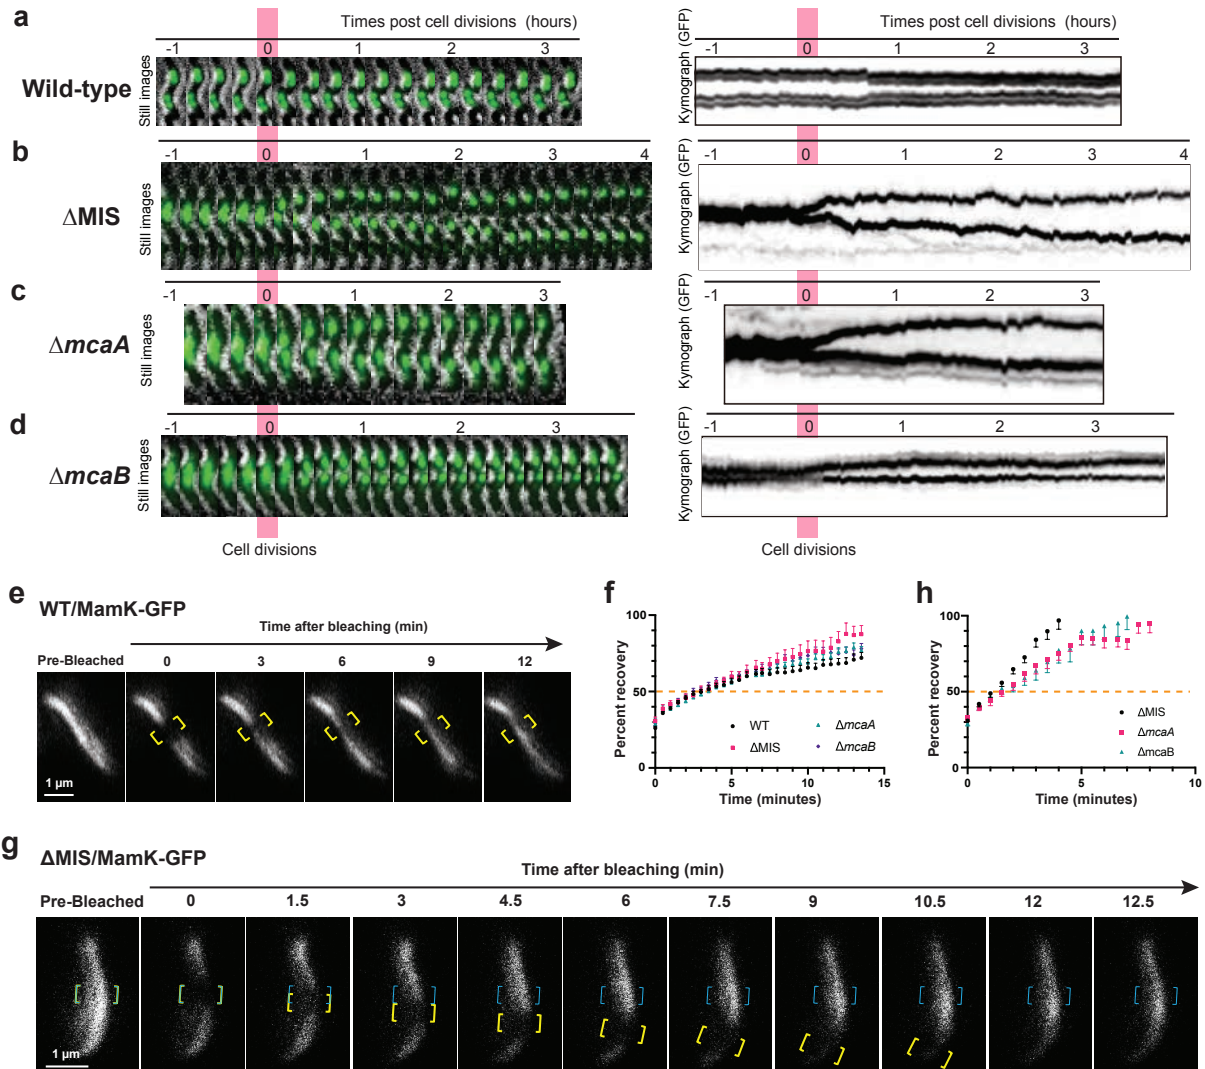 a
Times post cell divisions (hours)
Times post cell divisions (hours)
-1 0 1 2 3
-1 0 1 2 3
Wild-type
Still images
Kymograph (GFP)
b
-1 0 1 2 3 4
-1 0 1 2 3 4
ΔMIS
Still images
Kymograph (GFP)
c
-1 0 1 2 3
-1 0 1 2 3
ΔmcaA
Still images
Kymograph (GFP)
d
-1 0 1 2 3
-1 0 1 2 3
ΔmcaB
Still images
Kymograph (GFP)
Cell divisions
Cell divisions
e
WT/MamK-GFP
Time after bleaching (min)
Pre-Bleached 0 3 6 9 12
1 µm
f
Percent recovery
100
50
0
0 5 10 15
Time (minutes)
WT
ΔMIS
ΔmcaA
ΔmcaB
h
Percent recovery
100
50
0
0 5 10
Time (minutes)
ΔMIS
ΔmcaA
ΔmcaB
g
ΔMIS/MamK-GFP
Time after bleaching (min)
Pre-Bleached 0 1.5 3 4.5 6 7.5 9 10.5 12 12.5
1 µm